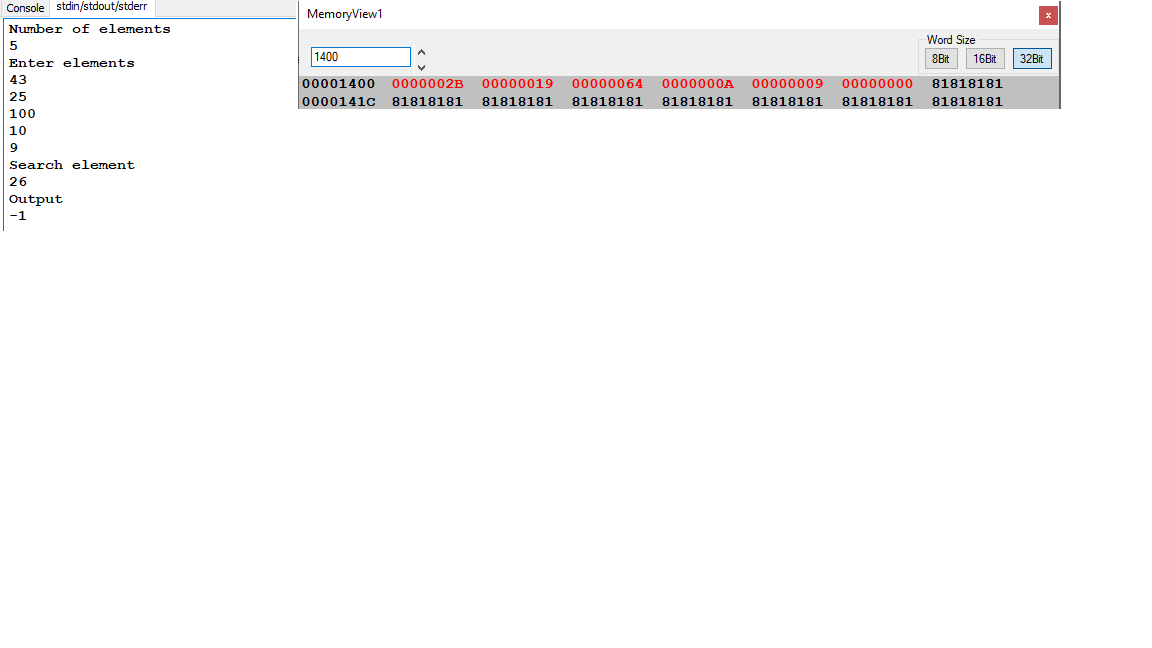 Console stdin/stdout/stderr
Number of elements
5
Enter elements
43
25
100
10
9
Search element
26
Output
-1
MemoryView1
x
1400
Word Size
8Bit 16Bit 32Bit
00001400 0000002B 00000019 00000064 0000000A 00000009 00000000 81818181
0000141C 81818181 81818181 81818181 81818181 81818181 81818181 81818181